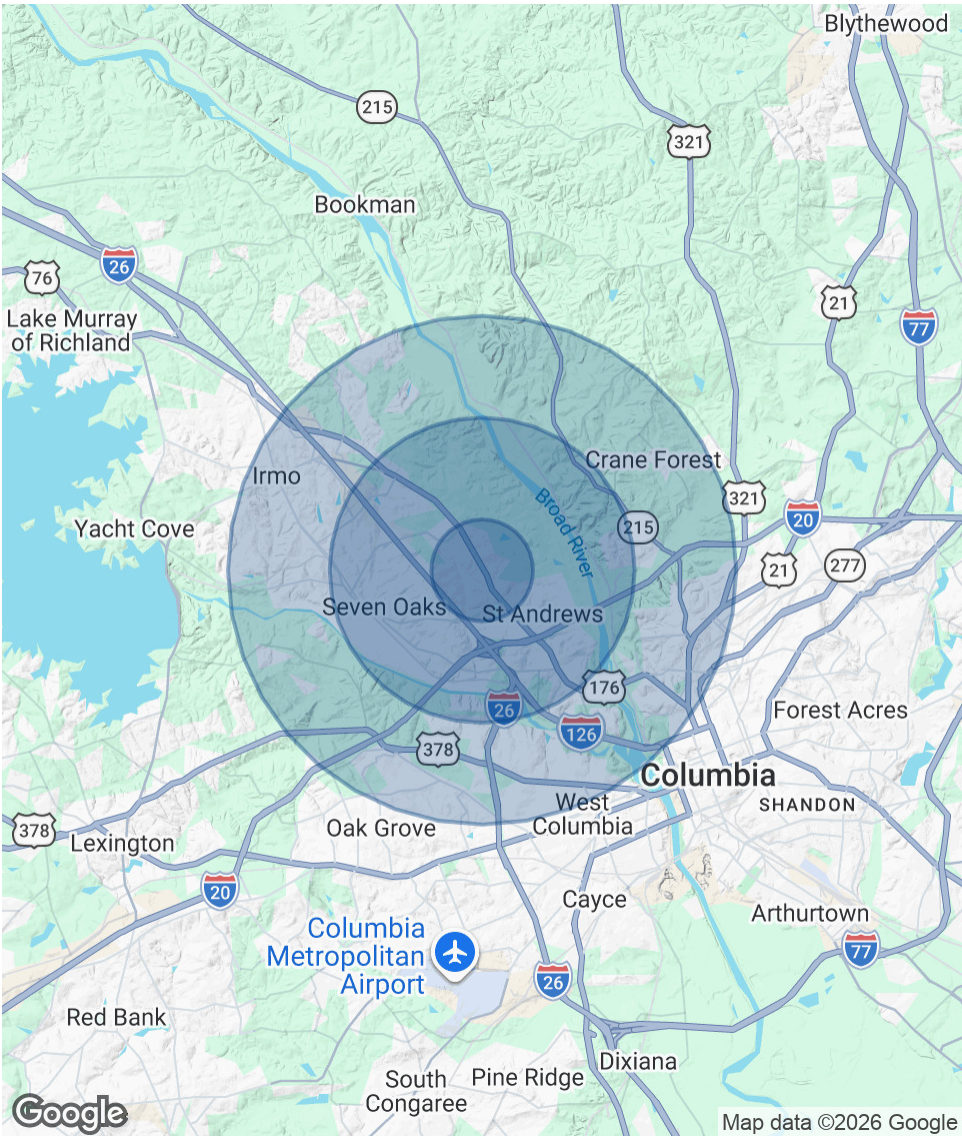 Blythewood
215
321
Bookman
26
76
21
Lake Murray
of Richland
77
Crane Forest
Irmo
321
Broad River
20
Yacht Cove
215
21
277
Seven Oaks
St Andrews
176
26
Forest Acres
126
378
Columbia
West
Columbia
SHANDON
378
Oak Grove
Lexington
20
Cayce
Arthurtown
Columbia
Metropolitan
Airport
77
26
Red Bank
Dixiana
South
Congaree
Pine Ridge
Google
Map data ©2026 Google